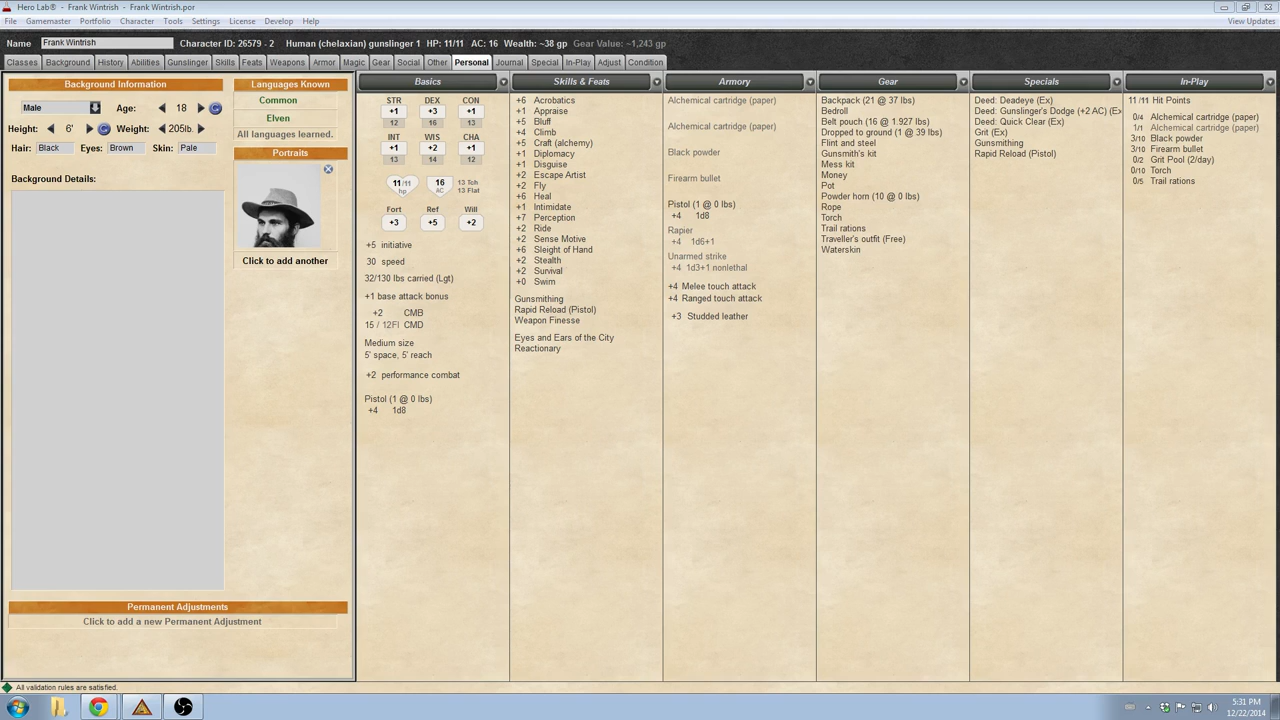 Hero Lab® - Frank Wintrish - Frank Wintrish.por
File Gamemaster Portfolio Character Tools Settings License Develop Help View Updates
Name Frank Wintrish Character ID: 26579 - 2 Human (chelaxian) gunslinger 1 HP: 11/11 AC: 16 Wealth: ~38 gp Gear Value: ~1,243 gp
Classes Background History Abilities Gunslinger Skills Feats Weapons Armor Magic Gear Social Other Personal Journal Special In-Play Adjust Condition
Background Information
Male Age: 18
Height: 6' Weight: 205lb.
Hair: Black Eyes: Brown Skin: Pale
Background Details:
Languages Known
Common
Elven
All languages learned.
Portraits
Click to add another
Permanent Adjustments
Click to add a new Permanent Adjustment
Basics
STR DEX CON
+1 +3 +1
12 16 13
INT WIS CHA
+1 +2 +1
13 14 12
11/11 hp 16 AC 13 Tch 13 Flat
Fort Ref Will
+3 +5 +2
+5 initiative
30 speed
32/130 lbs carried (Lgt)
+1 base attack bonus
+2 CMB
15 / 12Fl CMD
Medium size
5' space, 5' reach
+2 performance combat
Pistol (1 @ 0 lbs)
+4 1d8
Skills & Feats
+6 Acrobatics
+1 Appraise
+5 Bluff
+4 Climb
+5 Craft (alchemy)
+1 Diplomacy
+1 Disguise
+2 Escape Artist
+2 Fly
+6 Heal
+1 Intimidate
+7 Perception
+2 Ride
+2 Sense Motive
+6 Sleight of Hand
+2 Stealth
+2 Survival
+0 Swim
Gunsmithing
Rapid Reload (Pistol)
Weapon Finesse
Eyes and Ears of the City
Reactionary
Armory
Alchemical cartridge (paper)
Alchemical cartridge (paper)
Black powder
Firearm bullet
Pistol (1 @ 0 lbs)
+4 1d8
Rapier
+4 1d6+1
Unarmed strike
+4 1d3+1 nonlethal
+4 Melee touch attack
+4 Ranged touch attack
+3 Studded leather
Gear
Backpack (21 @ 37 lbs)
Bedroll
Belt pouch (16 @ 1.927 lbs)
Dropped to ground (1 @ 39 lbs)
Flint and steel
Gunsmith's kit
Mess kit
Money
Pot
Powder horn (10 @ 0 lbs)
Rope
Torch
Trail rations
Traveller's outfit (Free)
Waterskin
Specials
Deed: Deadeye (Ex)
Deed: Gunslinger's Dodge (+2 AC) (Ex
Deed: Quick Clear (Ex)
Grit (Ex)
Gunsmithing
Rapid Reload (Pistol)
In-Play
11 /11 Hit Points
0/4 Alchemical cartridge (paper)
1/1 Alchemical cartridge (paper)
3/10 Black powder
3/10 Firearm bullet
0/2 Grit Pool (2/day)
0/10 Torch
0/5 Trail rations
All validation rules are satisfied.
5:31 PM
12/22/2014